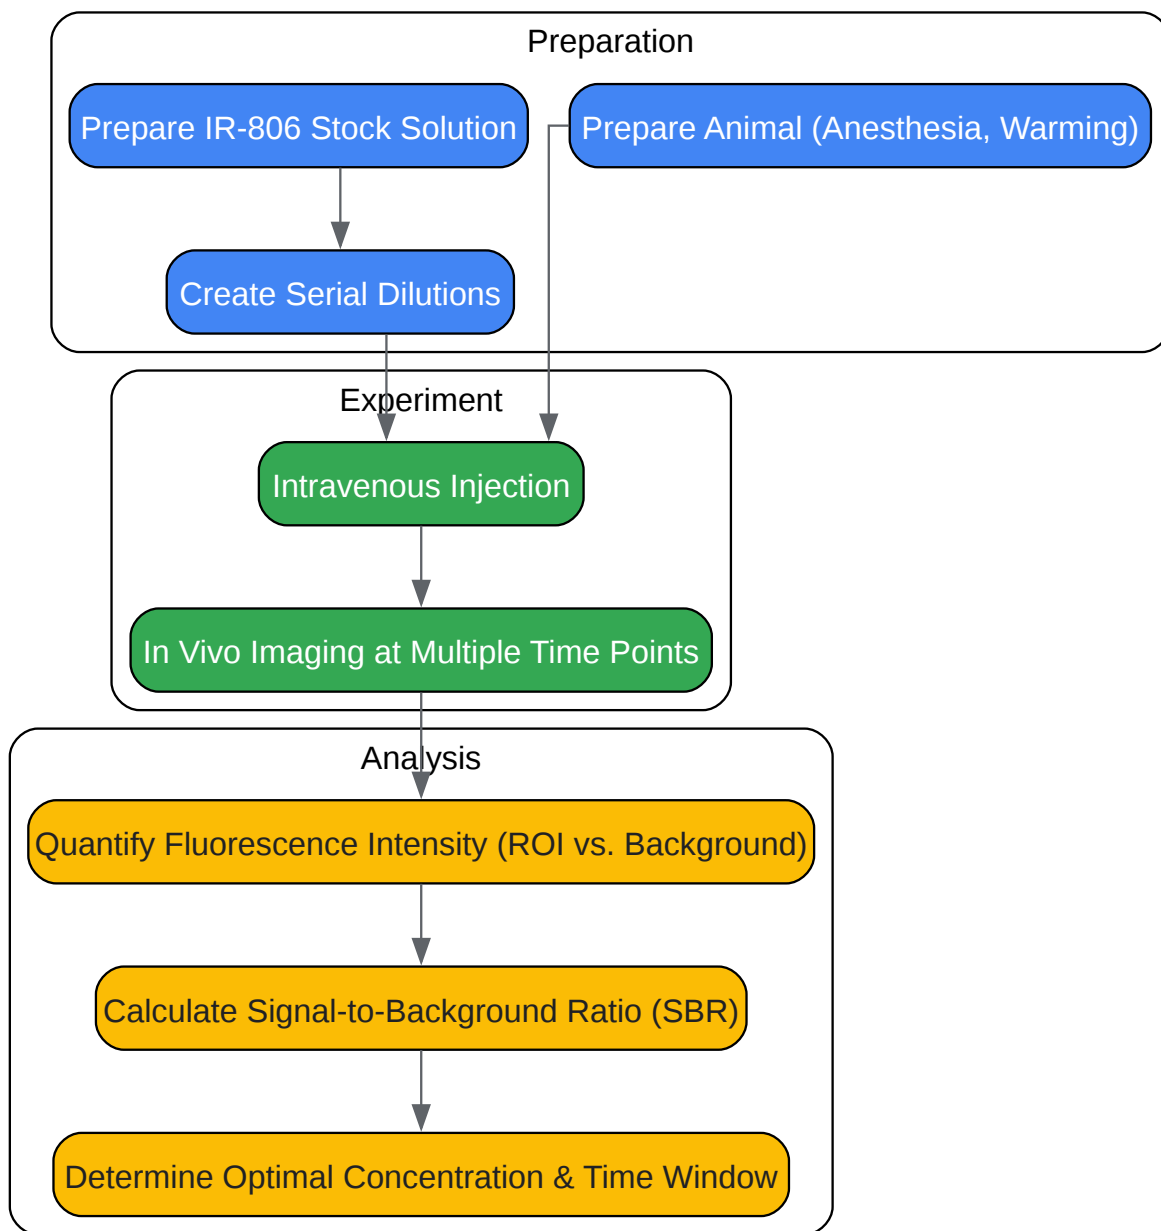 Preparation
Prepare IR-806 Stock Solution
Prepare Animal (Anesthesia, Warming)
Create Serial Dilutions
Experiment
Intravenous Injection
In Vivo Imaging at Multiple Time Points
Analysis
Quantify Fluorescence Intensity (ROI vs. Background)
Calculate Signal-to-Background Ratio (SBR)
Determine Optimal Concentration & Time Window